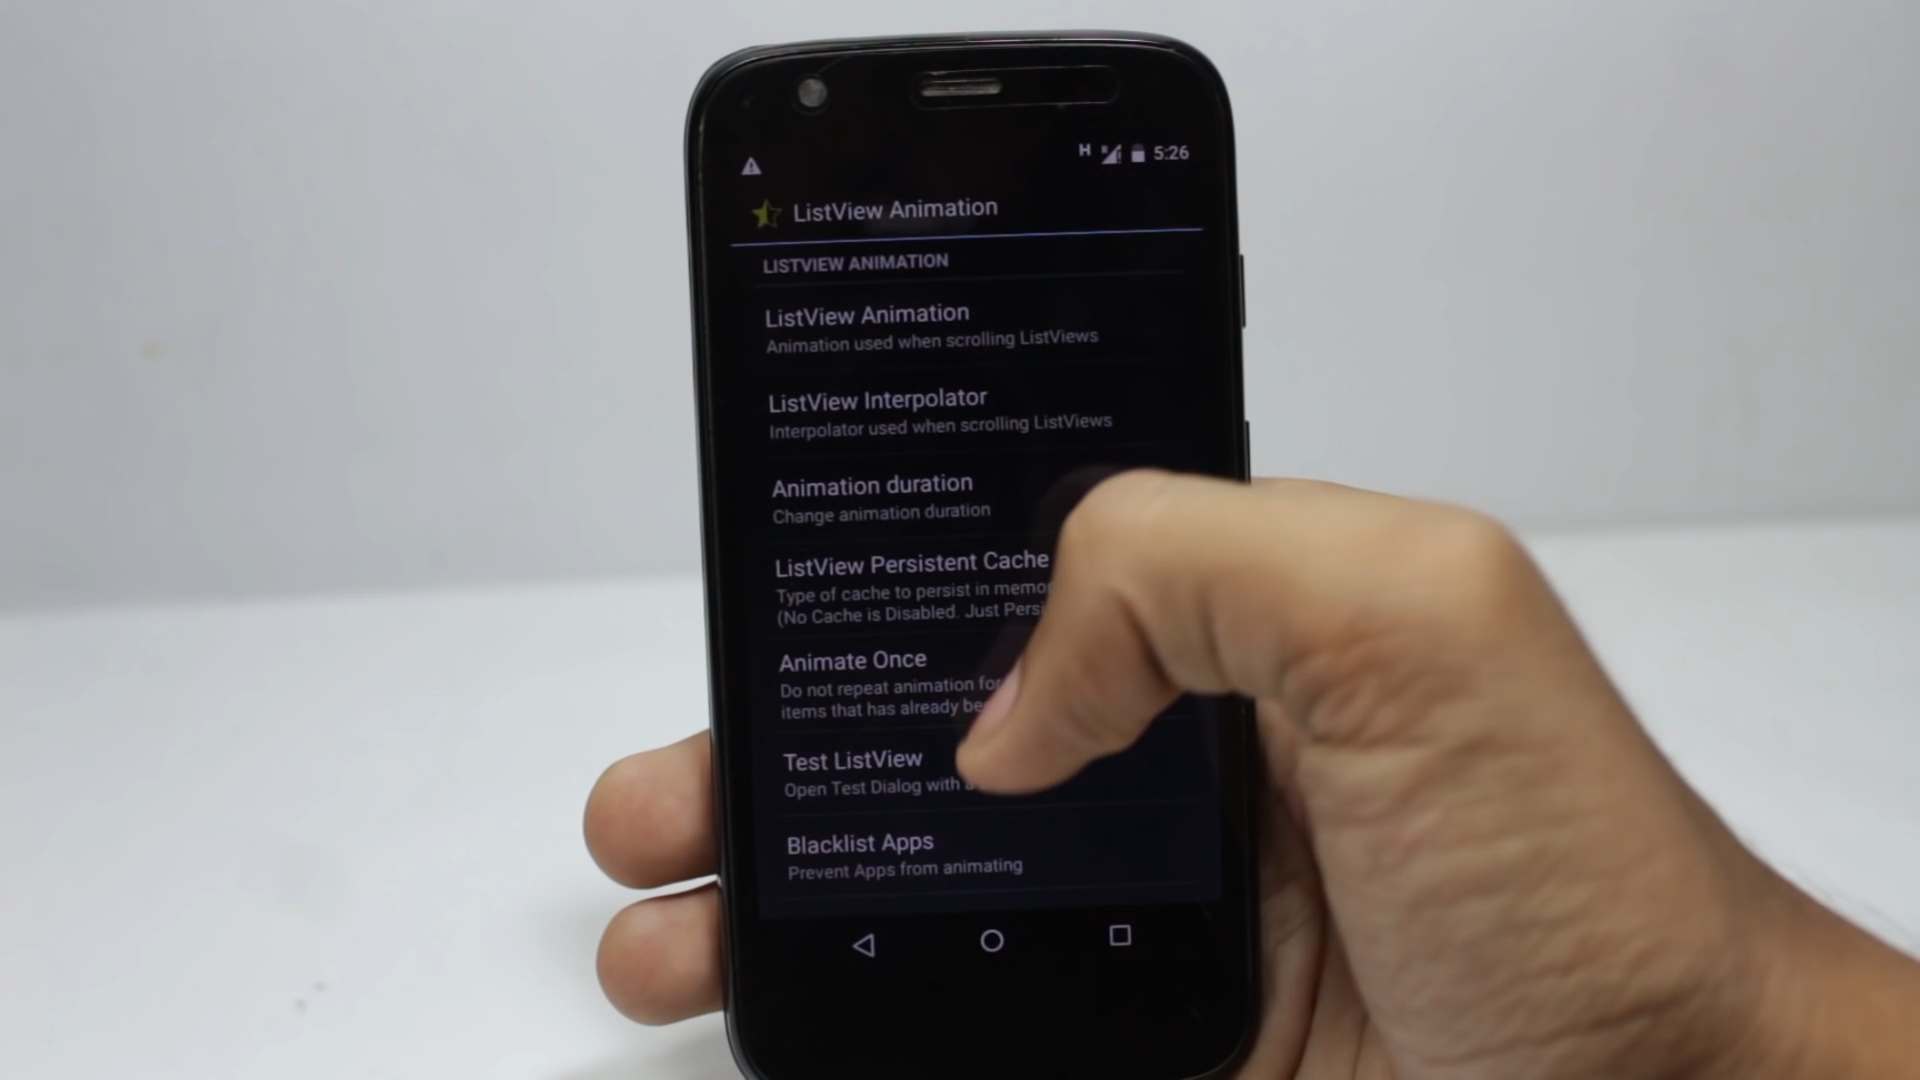 H 5:26
ListView Animation
LISTVIEW ANIMATION
ListView Animation
Animation used when scrolling ListViews
ListView Interpolator
Interpolator used when scrolling ListViews
Animation duration
Change animation duration
ListView Persistent Cache
Type of cache to persist in memor
(No Cache is Disabled. Just Persi
Animate Once
Do not repeat animation for
items that has already be
Test ListView
Open Test Dialog with a
Blacklist Apps
Prevent Apps from animating